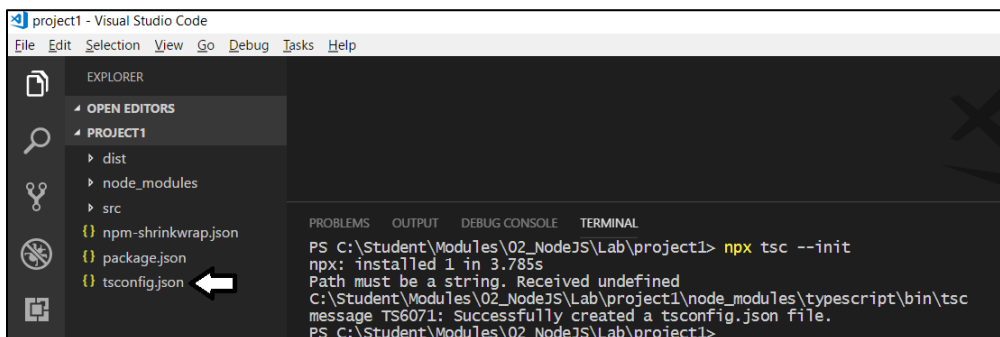 project1 - Visual Studio Code
File Edit Selection View Go Debug Tasks Help
EXPLORER
OPEN EDITORS
PROJECT1
dist
node_modules
src
{} npm-shrinkwrap.json
{} package.json
{} tsconfig.json
PROBLEMS OUTPUT DEBUG CONSOLE TERMINAL
PS C:\Student\Modules\02_NodeJS\Lab\project1> npx tsc --init
npx: installed 1 in 3.785s
Path must be a string. Received undefined
C:\Student\Modules\02_NodeJS\Lab\project1\node_modules\typescript\bin\tsc
message TS6071: Successfully created a tsconfig.json file.
PS C:\Student\Modules\02_NodeJS\Lab\project1>